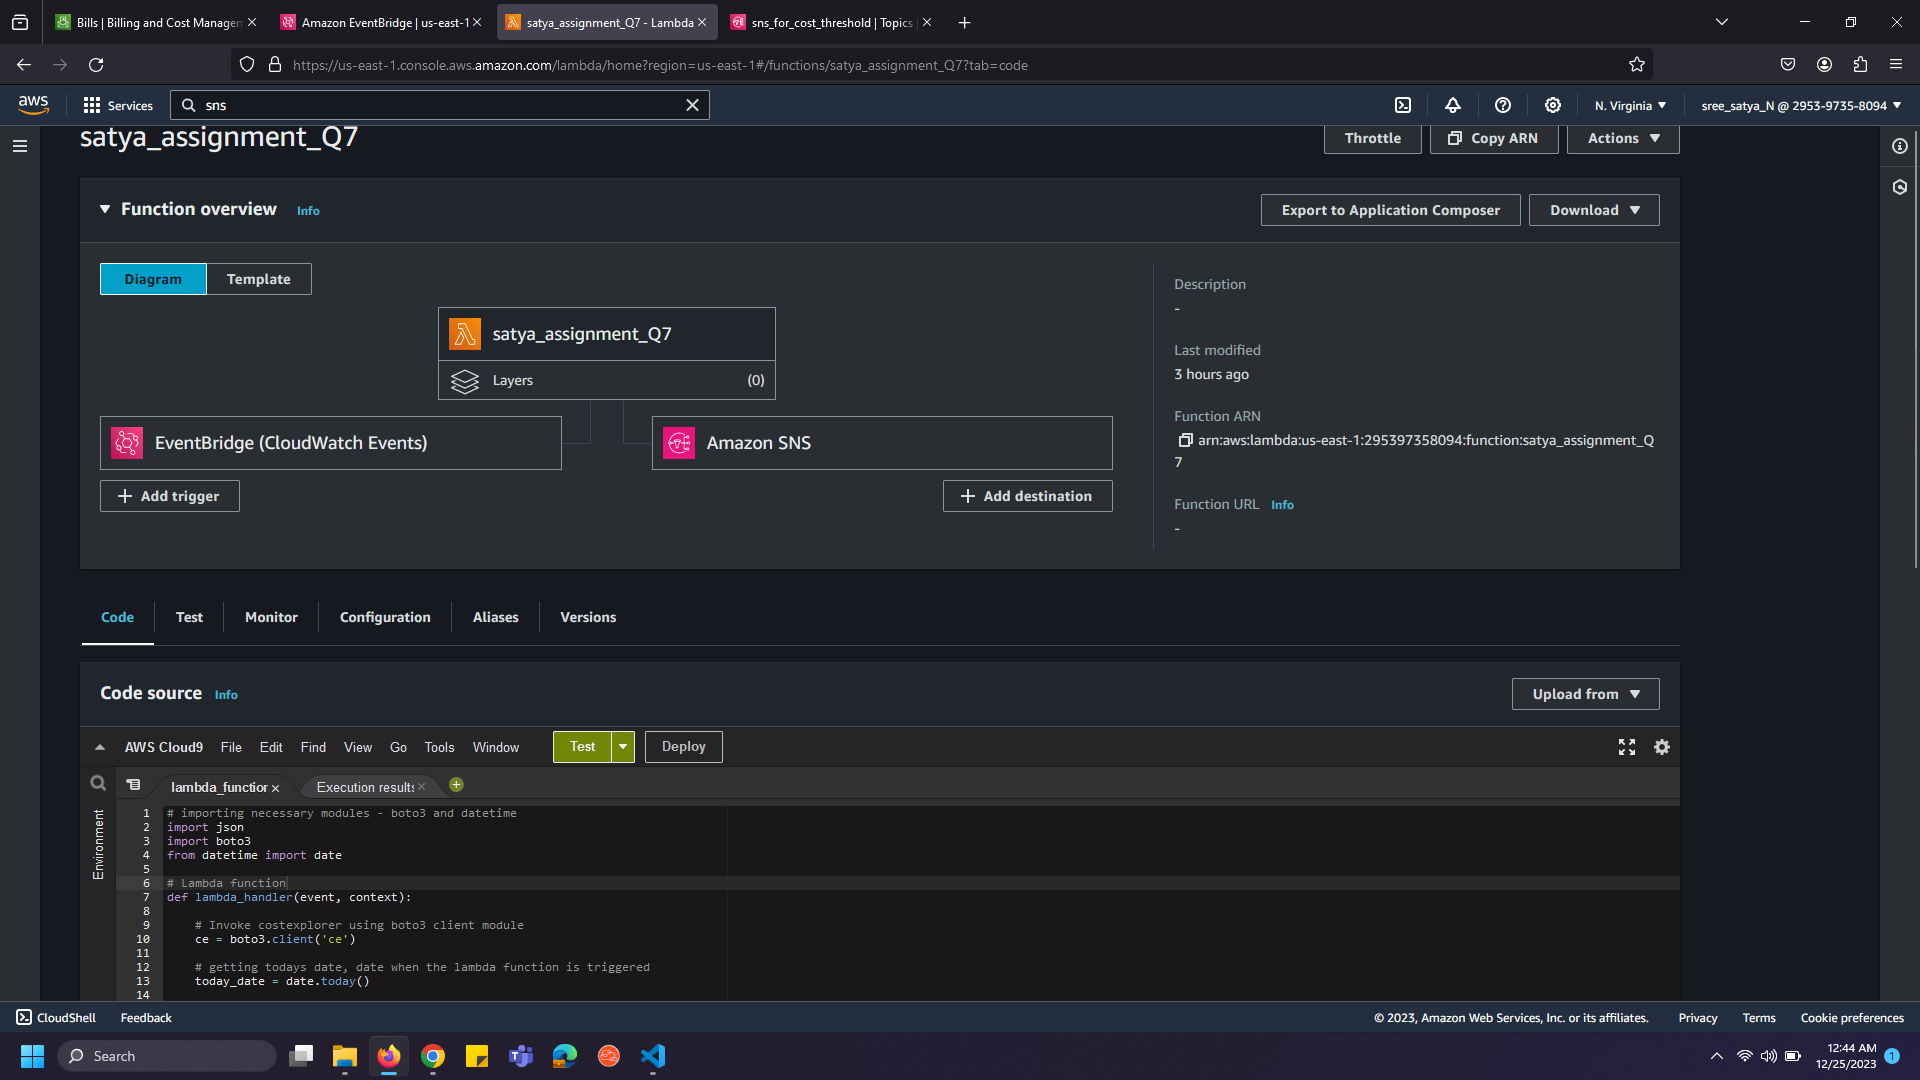 Bills | Billing and Cost Managem
Amazon EventBridge | us-east-1
satya_assignment_Q7 - Lambda
sns_for_cost_threshold | Topics
https://us-east-1.console.aws.amazon.com/lambda/home?region=us-east-1#/functions/satya_assignment_Q7?tab=code
aws
Services
sns
N. Virginia
sree_satya_N @ 2953-9735-8094
satya_assignment_Q7
Throttle
Copy ARN
Actions
Function overview
Info
Export to Application Composer
Download
Diagram
Template
satya_assignment_Q7
Layers
(0)
EventBridge (CloudWatch Events)
Amazon SNS
Add trigger
Add destination
Description
-
Last modified
3 hours ago
Function ARN
arn:aws:lambda:us-east-1:295397358094:function:satya_assignment_Q
7
Function URL Info
-
Code
Test
Monitor
Configuration
Aliases
Versions
Code source
Info
Upload from
AWS Cloud9
File
Edit
Find
View
Go
Tools
Window
Test
Deploy
lambda_function
Execution results
Environment
1 # importing necessary modules - boto3 and datetime
2 import json
3 import boto3
4 from datetime import date
5
6 # Lambda function
7 def lambda_handler(event, context):
8
9 # Invoke costexplorer using boto3 client module
10 ce = boto3.client('ce')
11
12 # getting todays date, date when the lambda function is triggered
13 today_date = date.today()
14
CloudShell
Feedback
© 2023, Amazon Web Services, Inc. or its affiliates.
Privacy
Terms
Cookie preferences
Search
12:44 AM
12/25/2023
1